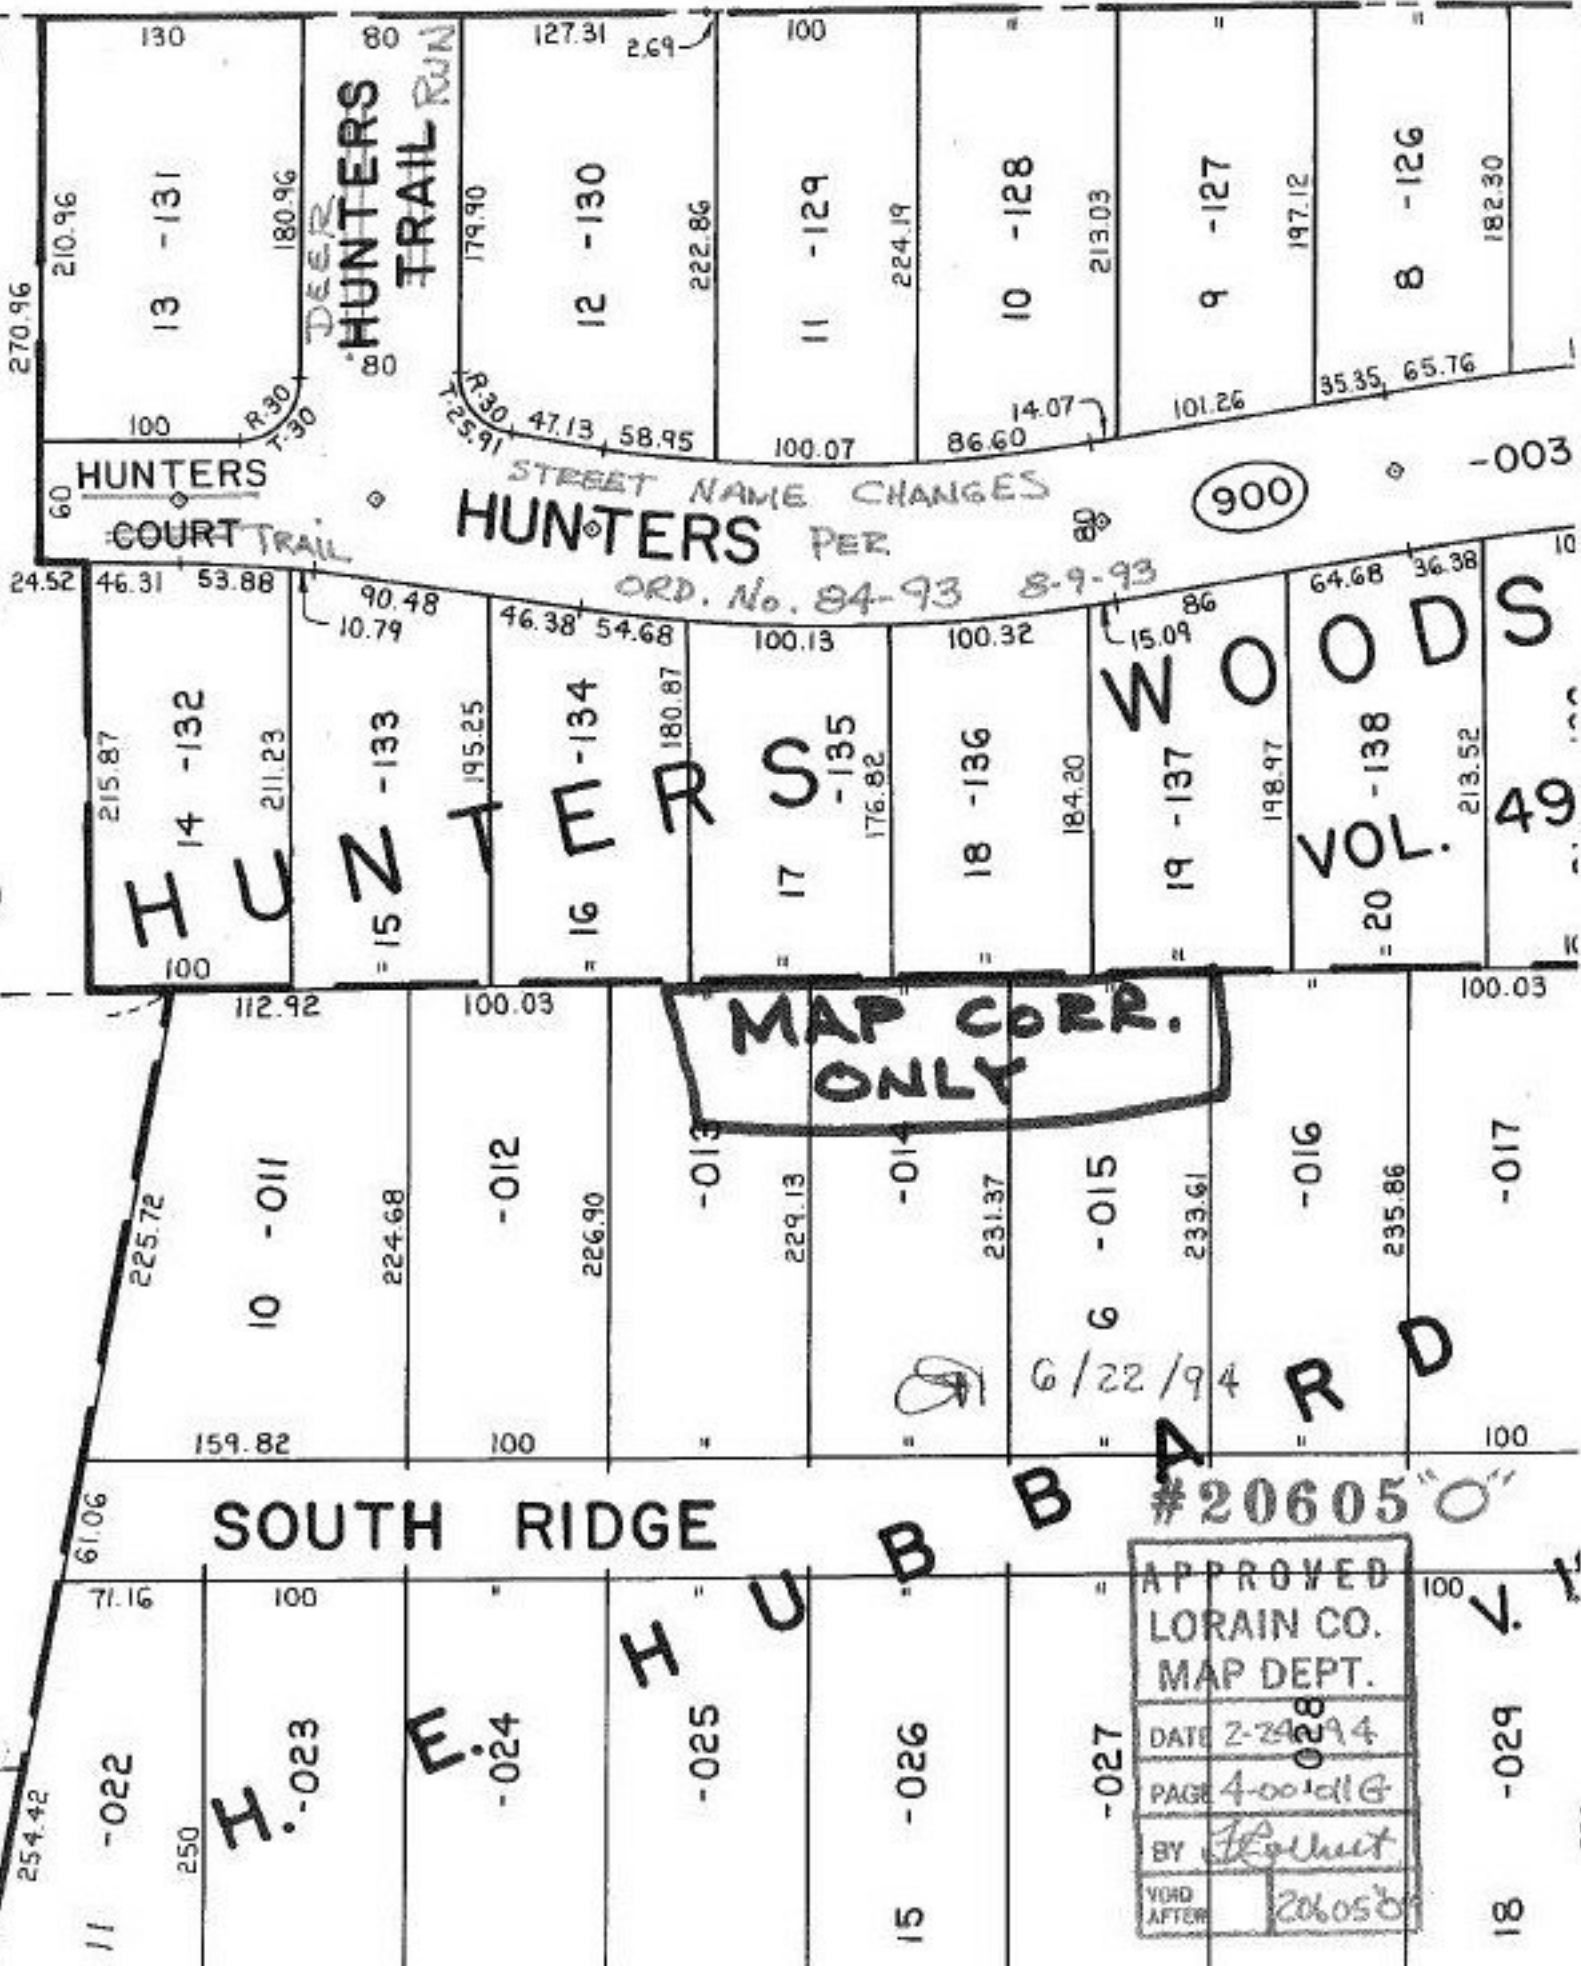 130 80 127.31 2.69 100 " " "
DEER RUN
HUNTERS
TRAIL
210.96 13 -131 180.96 179.90 12 -130 222.86 11 -129 224.19 10 -128 213.03 9 -127 197.12 8 -126 182.30
270.96
80
100 R.30 T.30 R.30 T.25.91 47.13 58.95 100.07 86.60 14.07 101.26 35.35 65.76
HUNTERS
60
COURT TRAIL
STREET NAME CHANGES
HUNTERS PER
ORD. No. 84-93 8-9-93
80 900 -003
24.52 46.31 53.88 10.79 90.48 46.38 54.68 100.13 100.32 15.09 86 64.68 36.38
215.87 14 -132 211.23 15 -133 195.25 16 -134 180.87 17 -135 176.82 18 -136 184.20 19 -137 198.97 20 -138 213.52
HUNTERS WOODS
VOL. 49
100 " " " " " "
112.92 100.03 " " " " 100.03
MAP CORR.
ONLY
225.72 10 -011 224.68 -012 226.90 -013 229.13 -014 231.37 6 -015 233.61 -016 235.86 -017
6/22/94
159.82 100 " " " " 100
61.06
SOUTH RIDGE
#20605 "O"
71.16 100 " " " " 100
H. E. HUBBARD
V.
254.42 11 -022 250 -023 -024 -025 15 -026 -027 -028 18 -029
APPROVED
LORAIN CO.
MAP DEPT.
DATE 2-24-94
PAGE
BY
VOID
AFTER 20605"O"